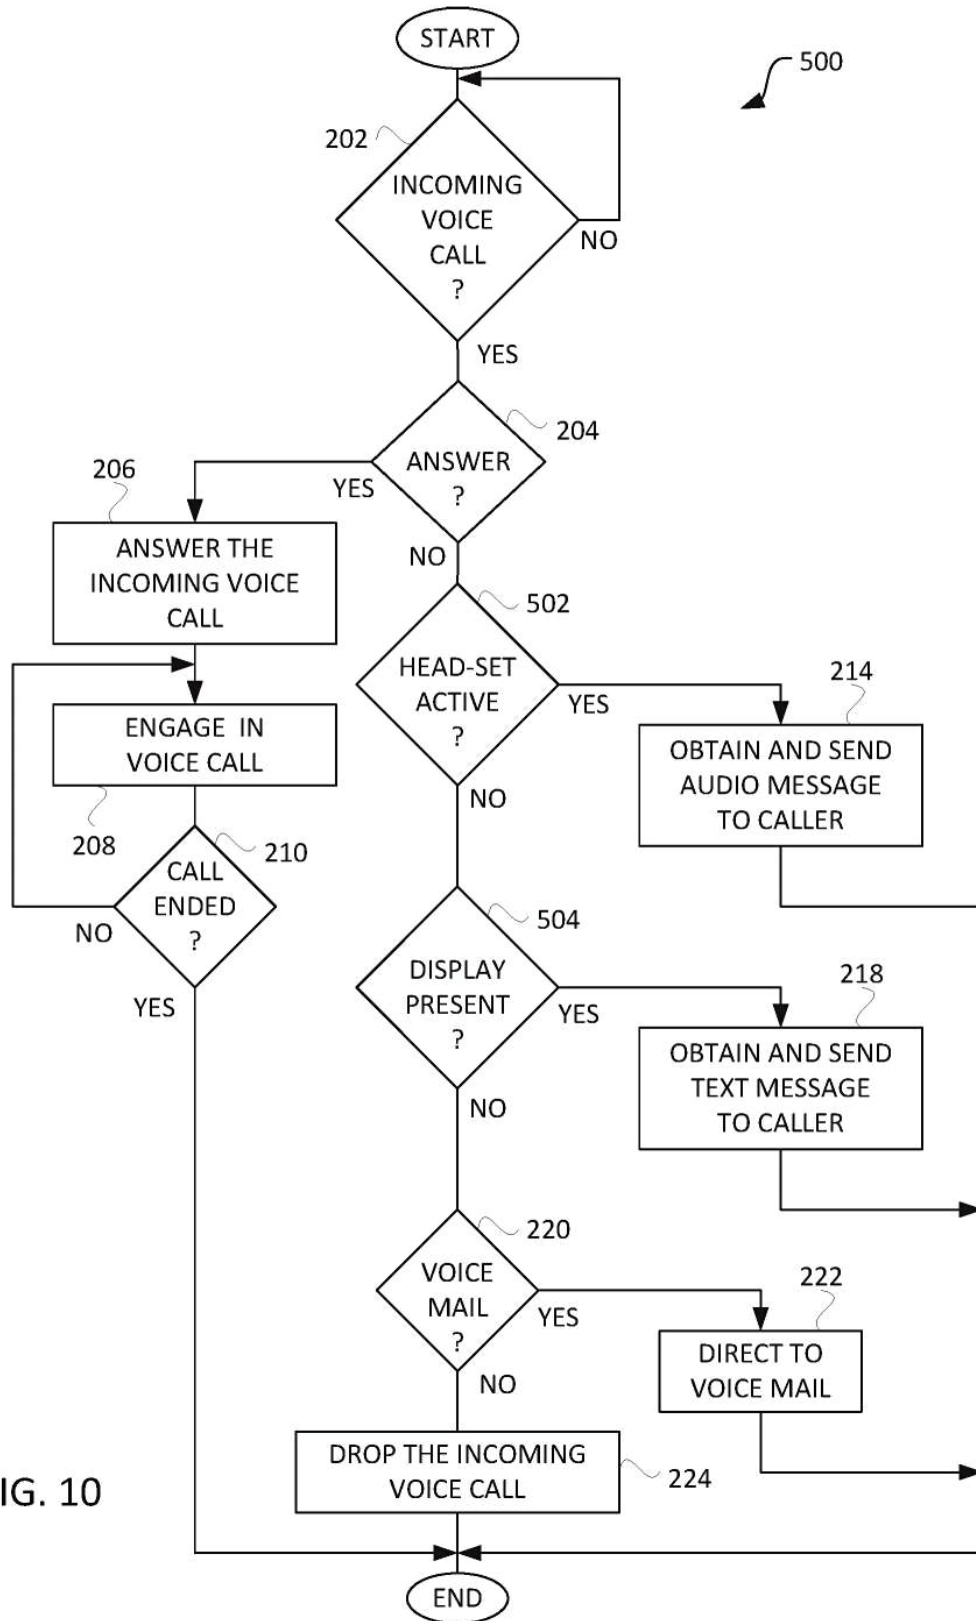 START
500
202
INCOMING
VOICE
CALL
?
NO
YES
204
ANSWER
?
YES
NO
206
ANSWER THE
INCOMING VOICE
CALL
502
HEAD-SET
ACTIVE
?
YES
NO
214
OBTAIN AND SEND
AUDIO MESSAGE
TO CALLER
ENGAGE IN
VOICE CALL
208
210
CALL
ENDED
?
NO
YES
504
DISPLAY
PRESENT
?
YES
NO
218
OBTAIN AND SEND
TEXT MESSAGE
TO CALLER
220
VOICE
MAIL
?
YES
NO
222
DIRECT TO
VOICE MAIL
DROP THE INCOMING
VOICE CALL
224
IG. 10
END